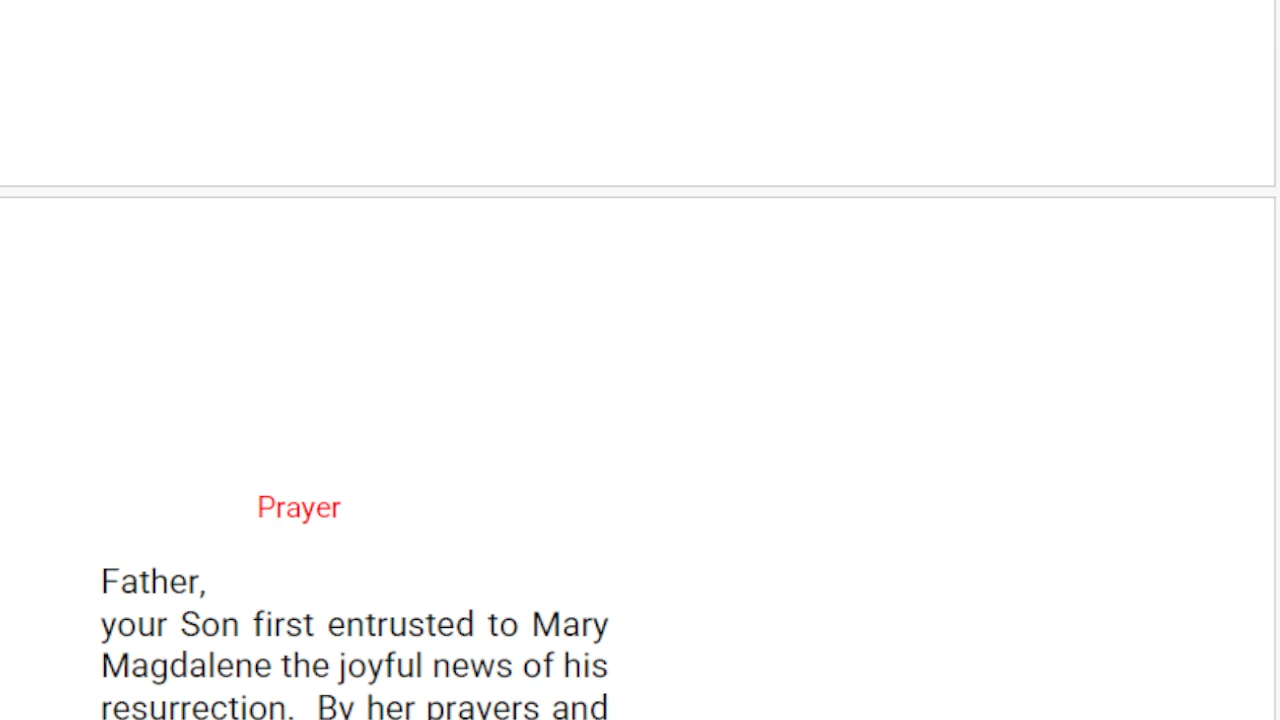 Prayer
Father,
your Son first entrusted to Mary
Magdalene the joyful news of his
resurrection. By her prayers and